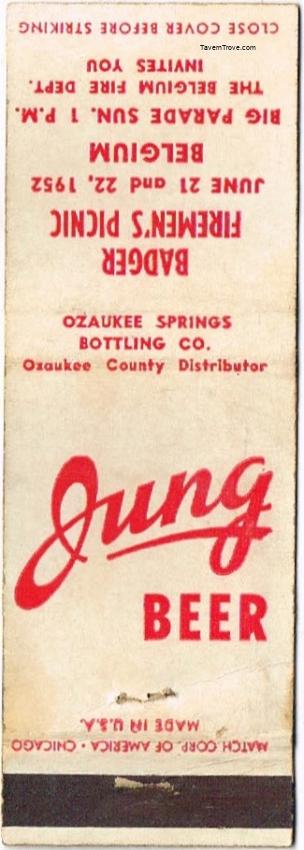 TavernTrove.com
CLOSE COVER BEFORE STRIKING
BADGER
FIREMEN'S PICNIC
JUNE 21 and 22, 1952
BELGIUM
BIG PARADE SUN. 1 P.M.
THE BELGIUM FIRE DEPT.
INVITES YOU
OZAUKEE SPRINGS
BOTTLING CO.
Ozaukee County Distributor
Jung
BEER
MATCH CORP. OF AMERICA • CHICAGO
MADE IN U.S.A.